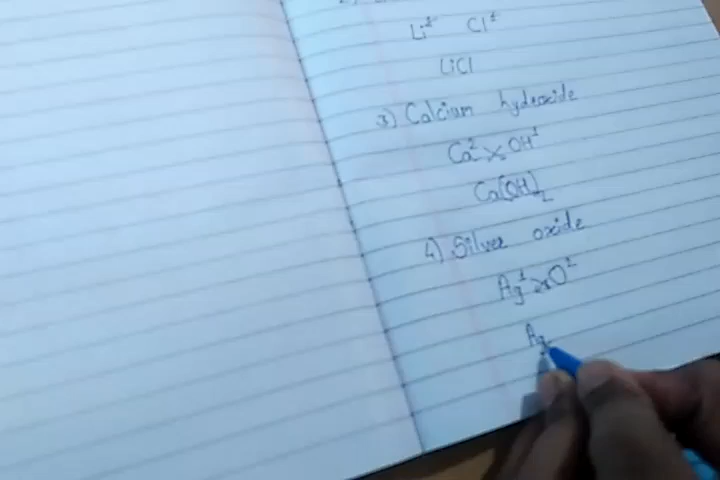 Li¹ Cl¹
LiCl
3) Calcium hydroxide
Ca² OH¹
Ca(OH)₂
4) Silver oxide
Ag¹ O²
Ag